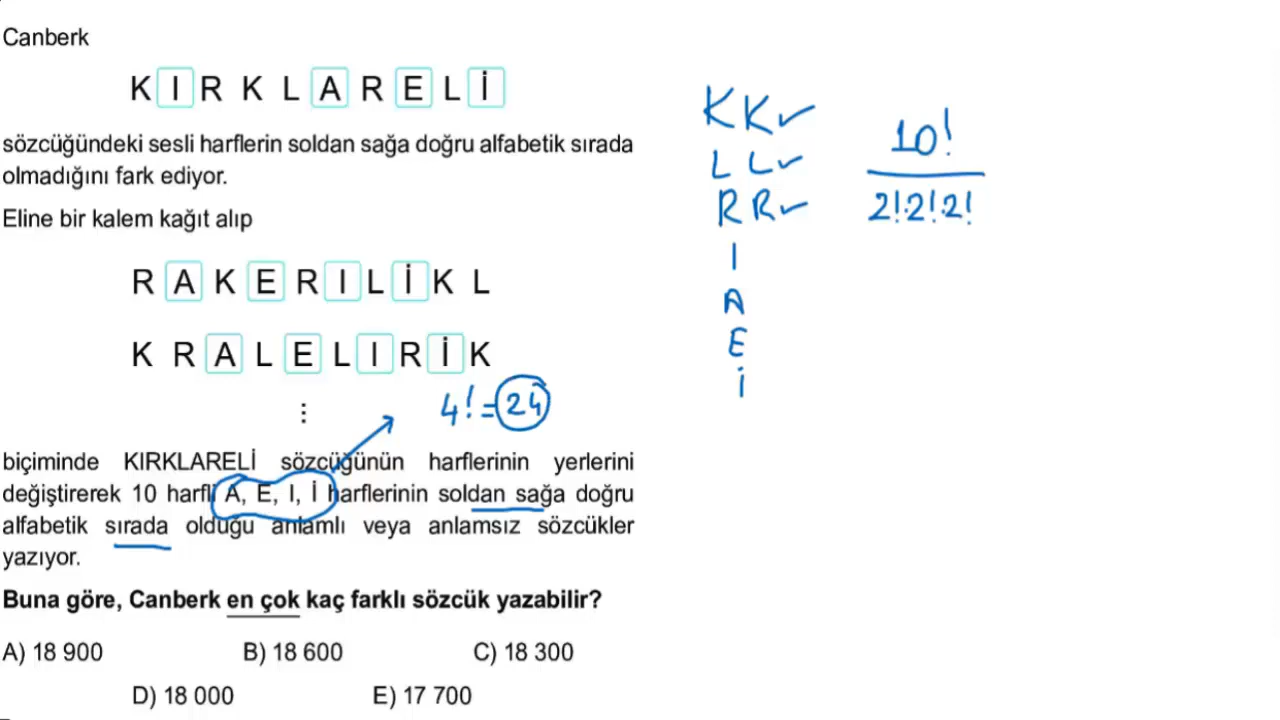 Canberk
K I R K L A R E L İ
sözcüğündeki sesli harflerin soldan sağa doğru alfabetik sırada
olmadığını fark ediyor.
Eline bir kalem kağıt alıp
R A K E R I L İ K L
K R A L E L I R İ K
⋮
4! = 24
biçiminde KIRKLARELİ sözcüğünün harflerinin yerlerini
değiştirerek 10 harfli A, E, I, İ harflerinin soldan sağa doğru
alfabetik sırada olduğu anlamlı veya anlamsız sözcükler
yazıyor.
Buna göre, Canberk en çok kaç farklı sözcük yazabilir?
A) 18 900 B) 18 600 C) 18 300
D) 18 000 E) 17 700
K K ✓
L L ✓
R R ✓
I
A
E
İ
10!
2!.2!.2!